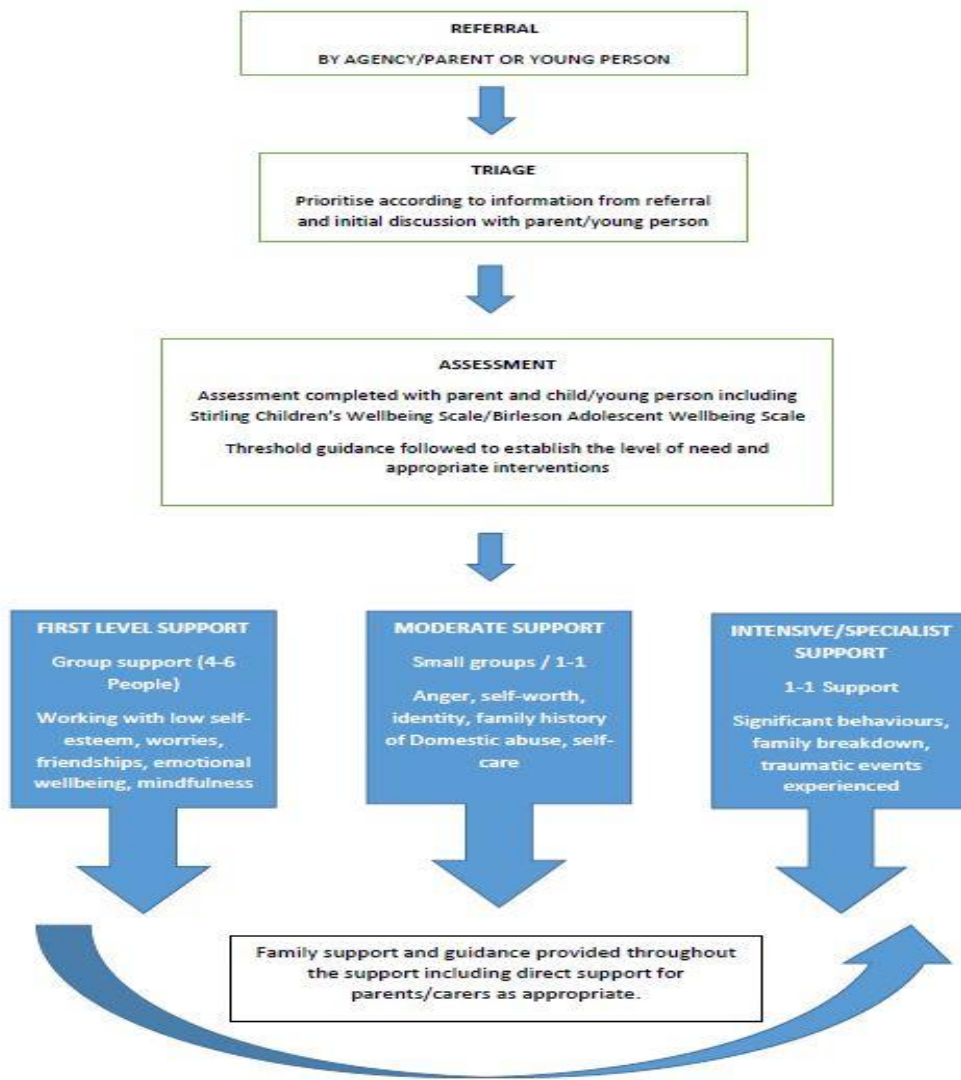 REFERRAL
BY AGENCY/PARENT OR YOUNG PERSON
TRIAGE
Prioritise according to information from referral
and initial discussion with parent/young person
ASSESSMENT
Assessment completed with parent and child/young person including
Stirling Children's Wellbeing Scale/Birleson Adolescent Wellbeing Scale
Threshold guidance followed to establish the level of need and
appropriate interventions
FIRST LEVEL SUPPORT
Group support (4-6
People)
Working with low self-
esteem, worries,
friendships, emotional
wellbeing, mindfulness
MODERATE SUPPORT
Small groups / 1-1
Anger, self-worth,
identity, family history
of Domestic abuse, self-
care
INTENSIVE/SPECIALIST
SUPPORT
1-1 Support
Significant behaviours,
family breakdown,
traumatic events
experienced
Family support and guidance provided throughout
the support including direct support for
parents/carers as appropriate.